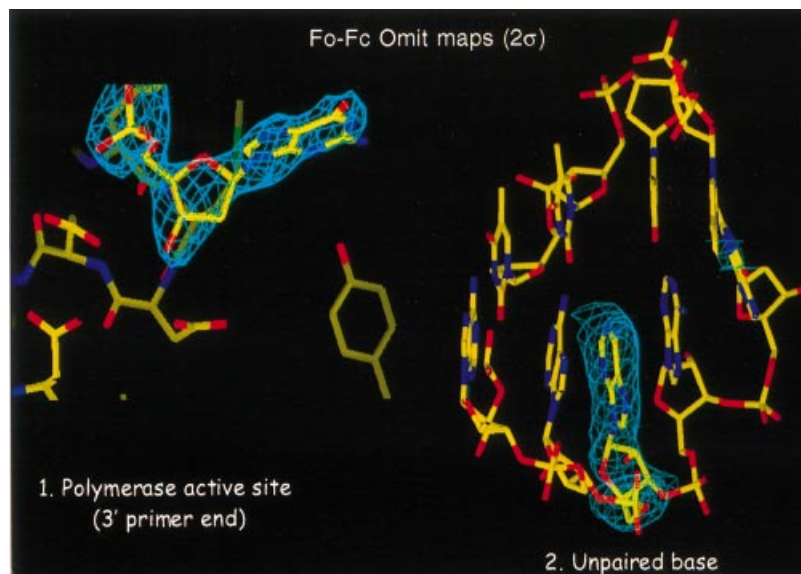 Fo-Fc Omit maps (2σ)
1. Polymerase active site
(3' primer end)
2. Unpaired base